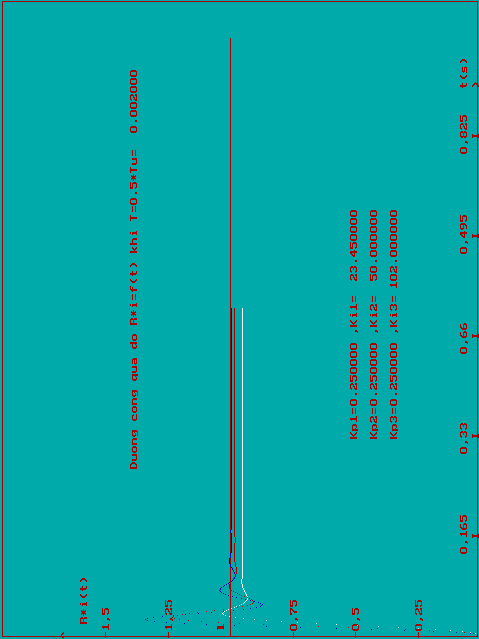 R*i(t)
1,5
Duong cong qua do R*i=f(t) khi T=0.5*Tu= 0.002000
1,25
1
0,75
0,5
Kp1=0.250000 ,Ki1= 23.450000
Kp2=0.250000 ,Ki2= 50.000000
Kp3=0.250000 ,Ki3= 102.000000
0,25
0,165 0,33 0,66 0,495 0,825 t(s)